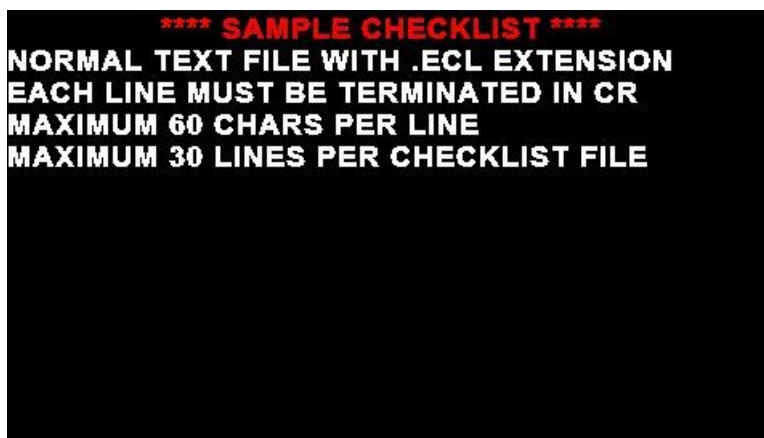 **** SAMPLE CHECKLIST ****
NORMAL TEXT FILE WITH .ECL EXTENSION
EACH LINE MUST BE TERMINATED IN CR
MAXIMUM 60 CHARS PER LINE
MAXIMUM 30 LINES PER CHECKLIST FILE